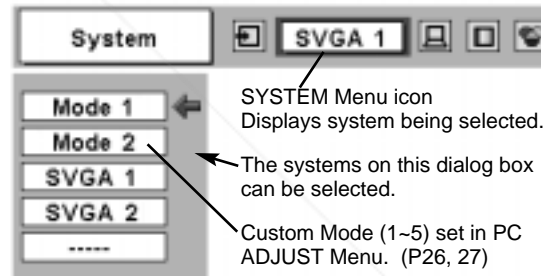 System
SVGA 1
Mode 1
Mode 2
SVGA 1
SVGA 2
-----
SYSTEM Menu icon
Displays system being selected.
The systems on this dialog box
can be selected.
Custom Mode (1~5) set in PC
ADJUST Menu.  (P26, 27)